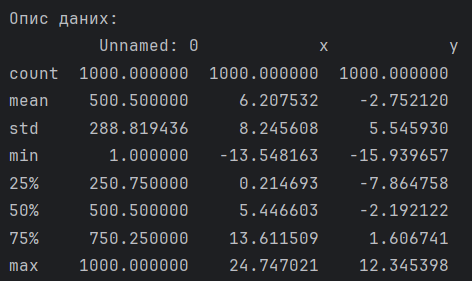 Опис даних:
Unnamed: 0 x y
count 1000.000000 1000.000000 1000.000000
mean 500.500000 6.207532 -2.752120
std 288.819436 8.245608 5.545930
min 1.000000 -13.548163 -15.939657
25% 250.750000 0.214693 -7.864758
50% 500.500000 5.446603 -2.192122
75% 750.250000 13.611509 1.606741
max 1000.000000 24.747021 12.345398